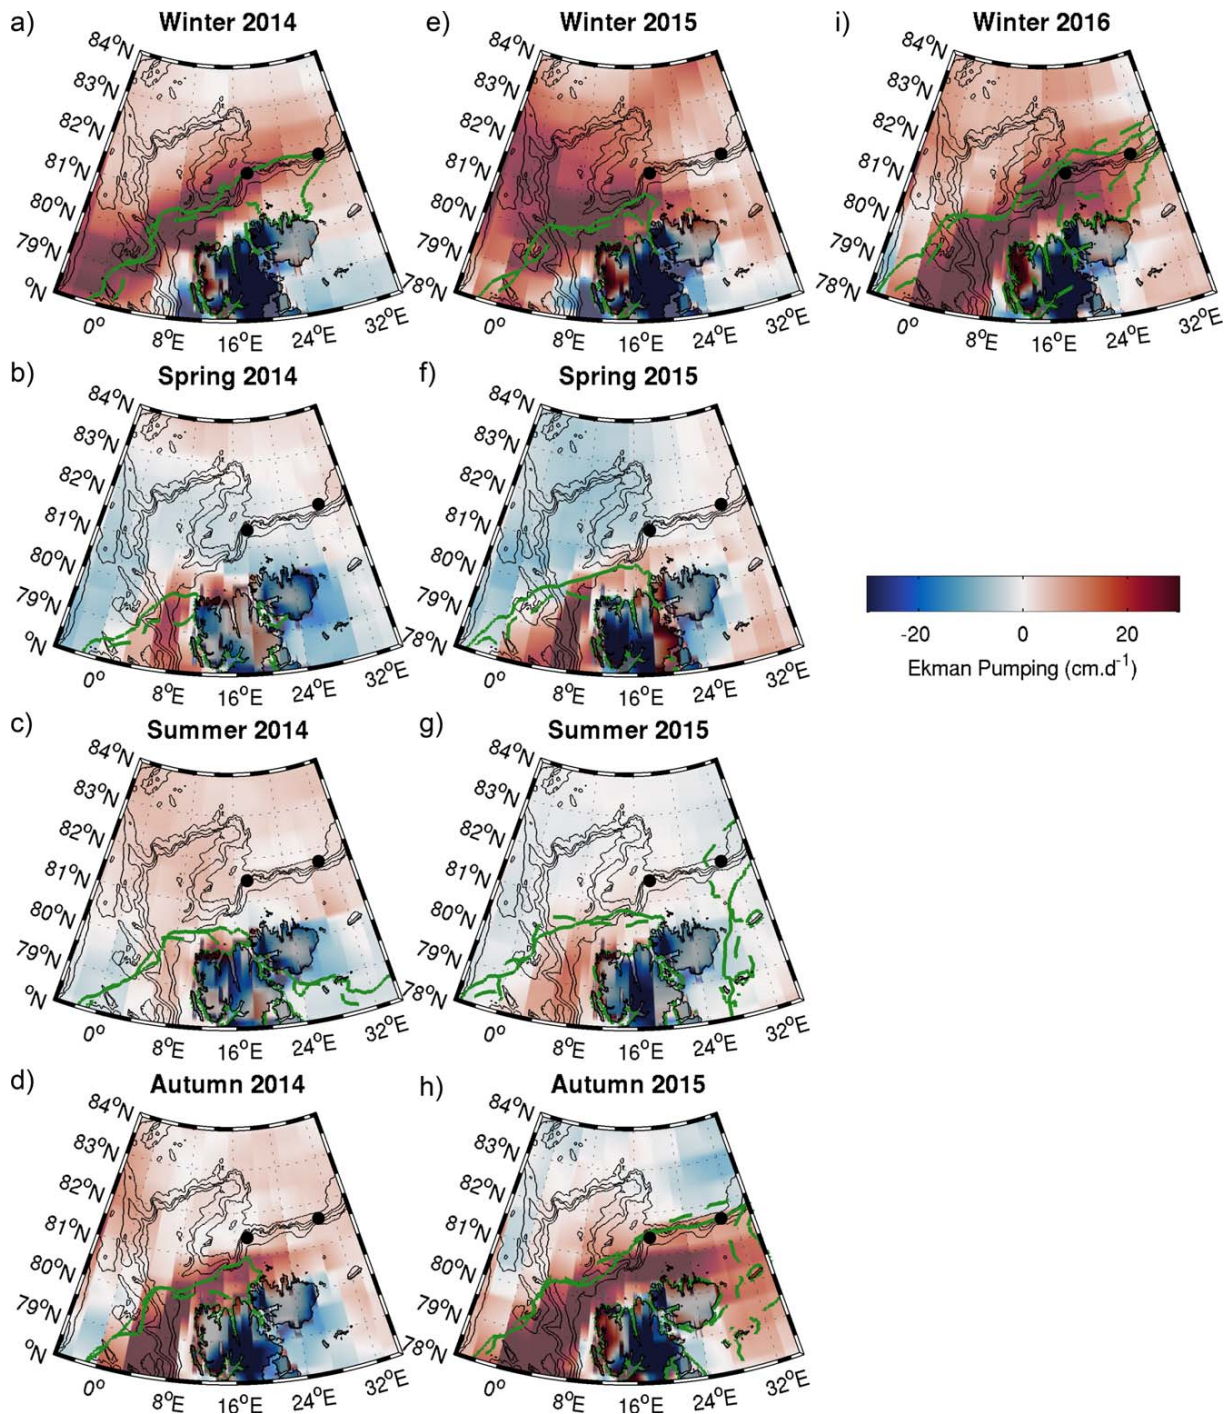 a)
Winter 2014
84°N
83°N
82°N
81°N
80°N
79°N
°N
0°
8°E
16°E
24°E
32°E
e)
Winter 2015
84°N
83°N
82°N
81°N
80°N
79°N
78°N
0°
8°E
16°E
24°E
32°E
i)
Winter 2016
84°N
83°N
82°N
81°N
80°N
79°N
78°N
0°
8°E
16°E
24°E
32°E
b)
Spring 2014
84°N
83°N
82°N
81°N
80°N
79°N
°N
0°
8°E
16°E
24°E
32°E
f)
Spring 2015
84°N
83°N
82°N
81°N
80°N
79°N
78°N
0°
8°E
16°E
24°E
32°E
-20 0 20
Ekman Pumping (cm.d⁻¹)
c)
Summer 2014
84°N
83°N
82°N
81°N
80°N
79°N
°N
0°
8°E
16°E
24°E
32°E
g)
Summer 2015
84°N
83°N
82°N
81°N
80°N
79°N
78°N
0°
8°E
16°E
24°E
32°E
d)
Autumn 2014
84°N
83°N
82°N
81°N
80°N
79°N
°N
0°
8°E
16°E
24°E
32°E
h)
Autumn 2015
84°N
83°N
82°N
81°N
80°N
79°N
78°N
0°
8°E
16°E
24°E
32°E